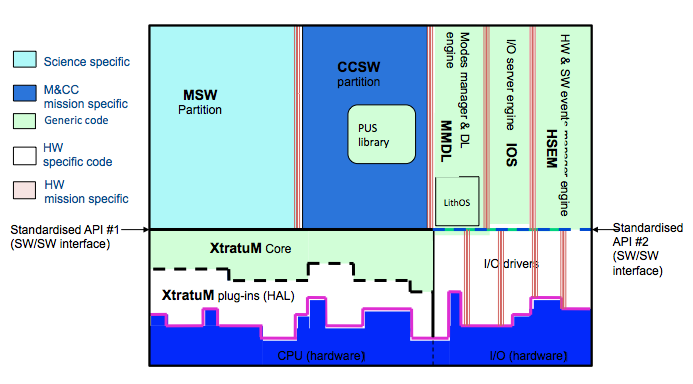 Science specific
M&CC
mission specific
Generic code
HW
specific code
HW
mission specific
Standardised API #1
(SW/SW interface)
MSW
Partition
CCSW
partition
PUS
library
Modes manager & DL
engine
MMDL
LithOS
I/O server engine
IOS
HW & SW events engine
HSEM
Standardised
API #2
(SW/SW
interface)
XtratuM Core
XtratuM plug-ins (HAL)
I/O drivers
CPU (hardware)
I/O (hardware)